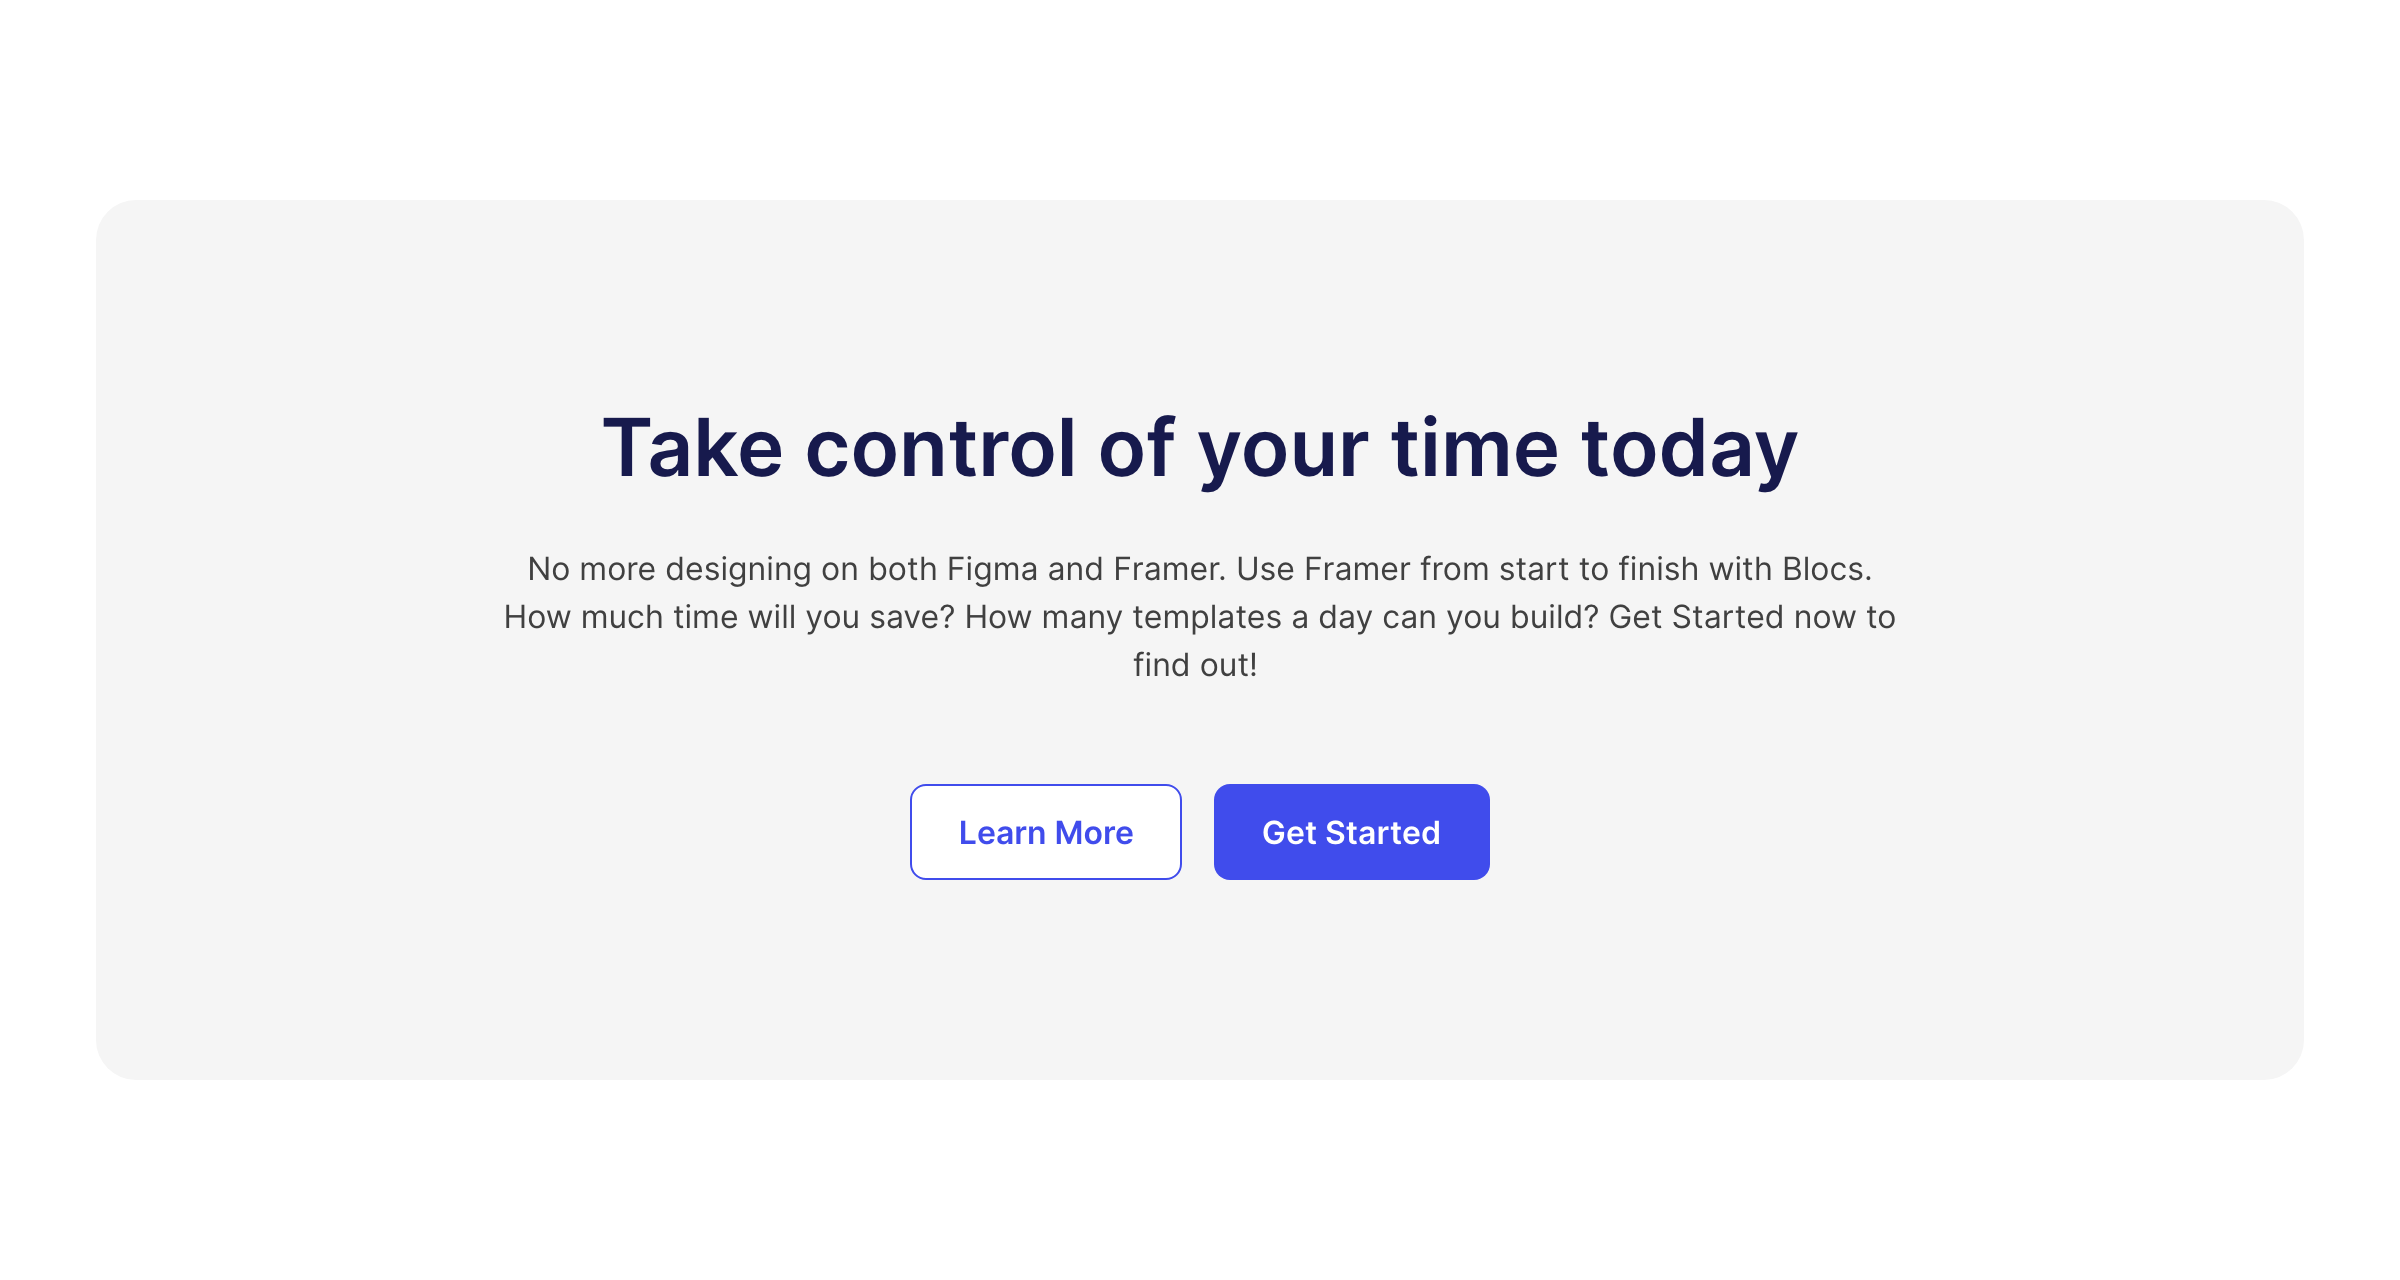 Take control of your time today
No more designing on both Figma and Framer. Use Framer from start to finish with Blocs.
How much time will you save? How many templates a day can you build? Get Started now to
find out!
Learn More
Get Started